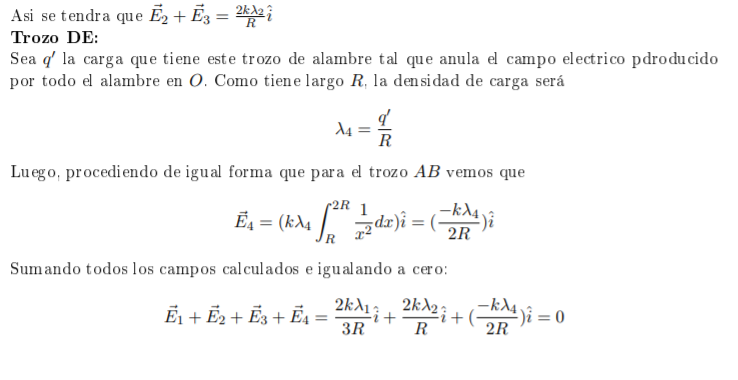 Asi se tendra que $\vec{E}_2 + \vec{E}_3 = \frac{2k\lambda_2}{R}\hat{i}$
Trozo DE:
Sea $q'$ la carga que tiene este trozo de alambre tal que anula el campo electrico pdroducido
por todo el alambre en $O$. Como tiene largo $R$, la densidad de carga será
$\lambda_4 = \frac{q'}{R}$
Luego, procediendo de igual forma que para el trozo $AB$ vemos que
$\vec{E}_4 = (k\lambda_4 \int_R^{2R} \frac{1}{x^2} dx)\hat{i} = (\frac{-k\lambda_4}{2R})\hat{i}$
Sumando todos los campos calculados e igualando a cero:
$\vec{E}_1 + \vec{E}_2 + \vec{E}_3 + \vec{E}_4 = \frac{2k\lambda_1}{3R}\hat{i} + \frac{2k\lambda_2}{R}\hat{i} + (\frac{-k\lambda_4}{2R})\hat{i} = 0$